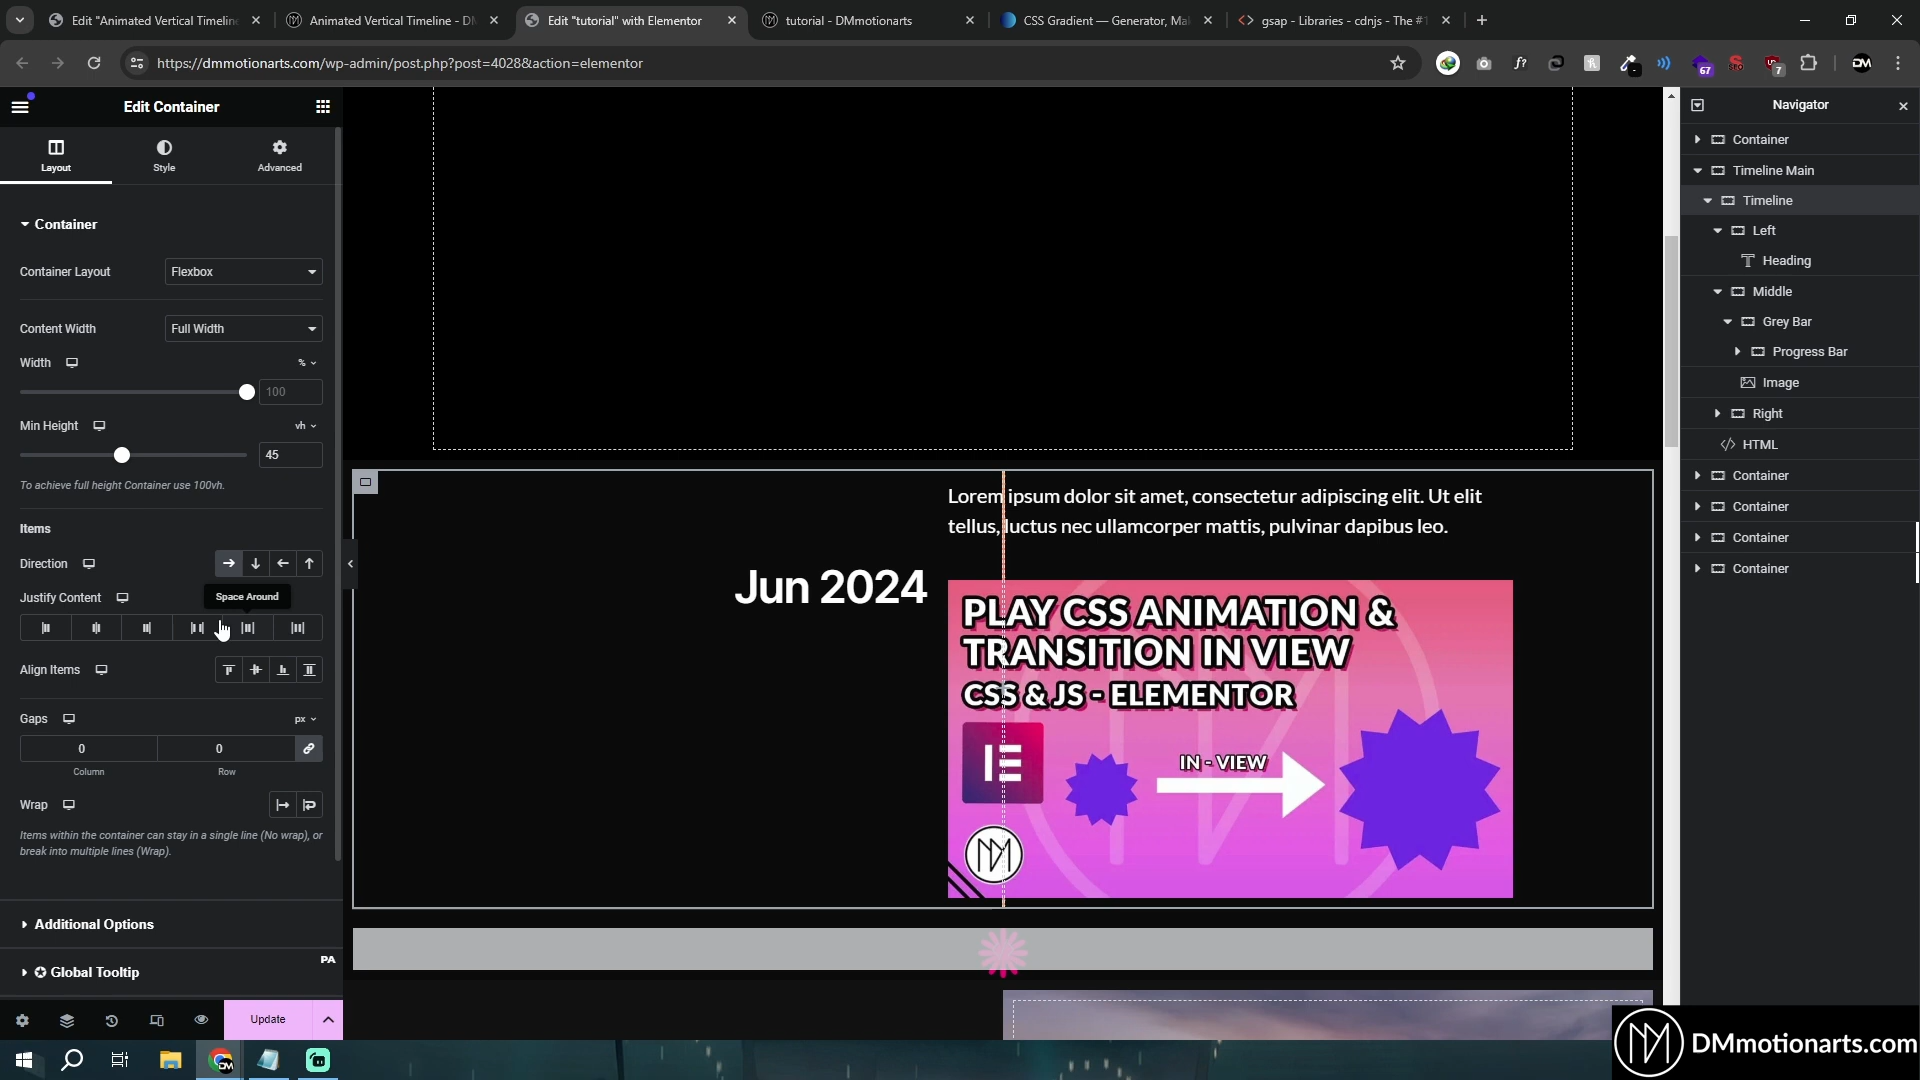 Edit "Animated Vertical Timeline
Animated Vertical Timeline - DM
Edit "tutorial" with Elementor
tutorial - DMmotionarts
CSS Gradient — Generator, Ma
gsap - Libraries - cdnjs - The #1
https://dmmotionarts.com/wp-admin/post.php?post=4028&action=elementor
67
7
Edit Container
Layout
Style
Advanced
Container
Container Layout
Flexbox
Content Width
Full Width
Width
%
100
Min Height
vh
45
To achieve full height Container use 100vh.
Items
Direction
Justify Content
Space Around
Align Items
Gaps
px
0
0
Column
Row
Wrap
Items within the container can stay in a single line (No wrap), or
break into multiple lines (Wrap).
Additional Options
PA
Global Tooltip
Update
Jun 2024
Lorem ipsum dolor sit amet, consectetur adipiscing elit. Ut elit
tellus, luctus nec ullamcorper mattis, pulvinar dapibus leo.
PLAY CSS ANIMATION &
TRANSITION IN VIEW
CSS & JS - ELEMENTOR
IN - VIEW
Navigator
Container
Timeline Main
Timeline
Left
Heading
Middle
Grey Bar
Progress Bar
Image
Right
HTML
Container
Container
Container
Container
DMmotionarts.com